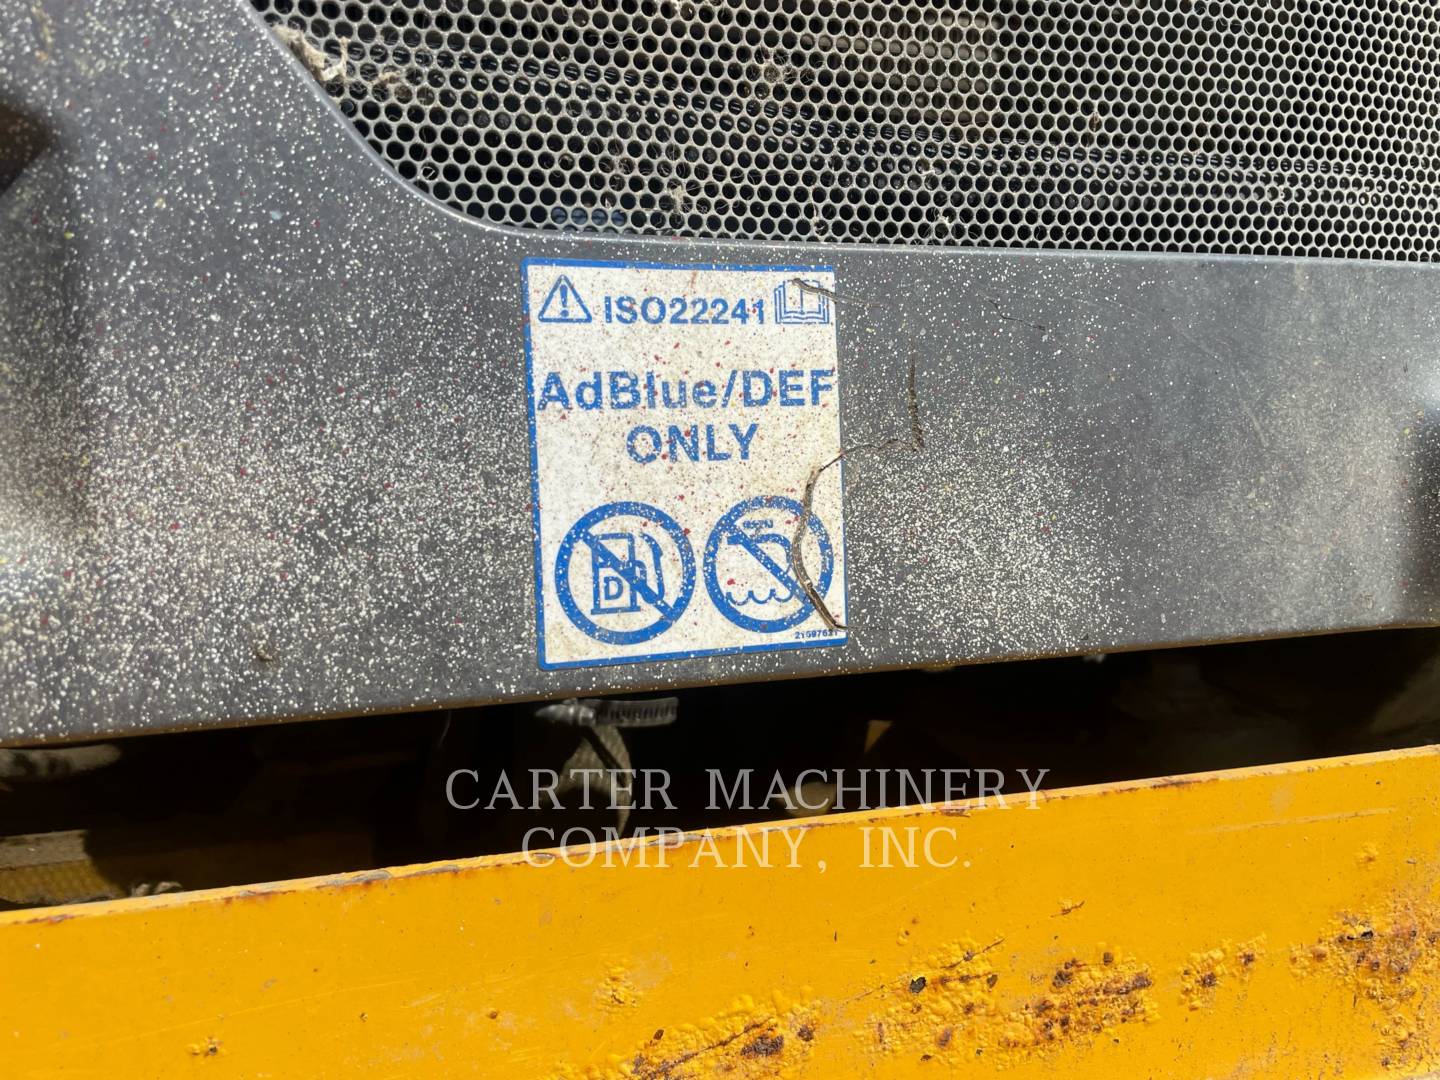 ISO22241
AdBlue/DEF
ONLY
D
CARTER MACHINERY
COMPANY, INC.